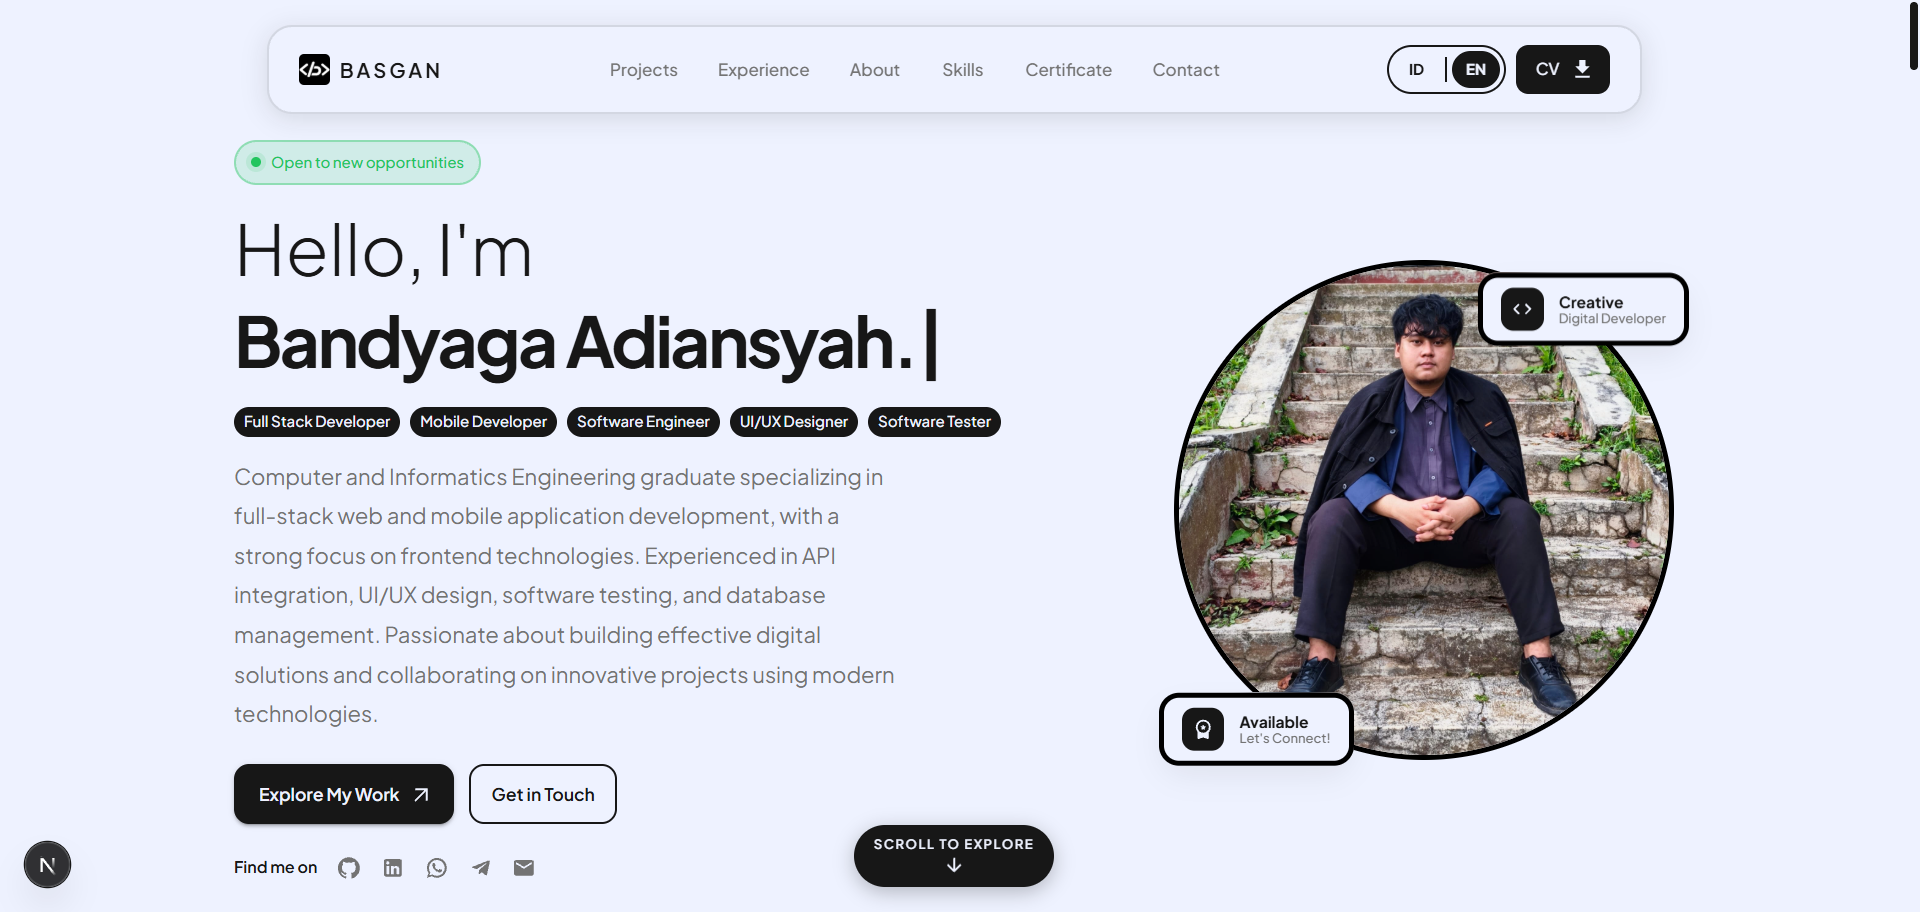 </b>
BASGAN
Projects
Experience
About
Skills
Certificate
Contact
ID
EN
CV
Open to new opportunities
Hello, I'm
Bandyaga Adiansyah.|
Full Stack Developer
Mobile Developer
Software Engineer
UI/UX Designer
Software Tester
Computer and Informatics Engineering graduate specializing in
full-stack web and mobile application development, with a
strong focus on frontend technologies. Experienced in API
integration, UI/UX design, software testing, and database
management. Passionate about building effective digital
solutions and collaborating on innovative projects using modern
technologies.
Explore My Work
Get in Touch
Find me on
in
Creative
Digital Developer
Available
Let's Connect!
SCROLL TO EXPLORE
N